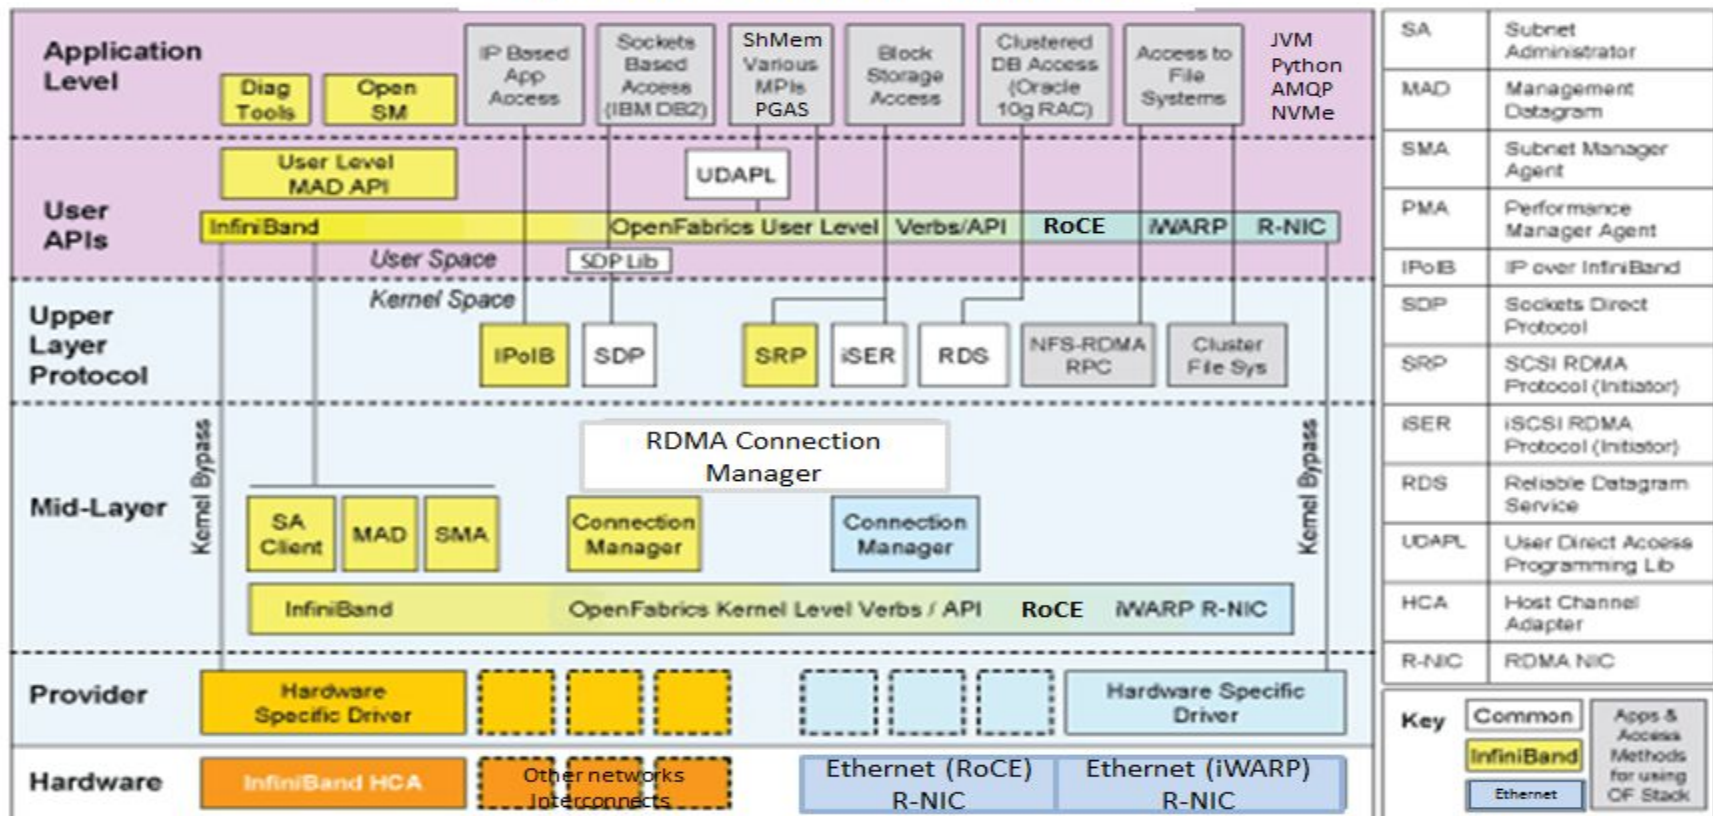 Application
Level
Diag
Tools
Open
SM
IP Based
App
Access
Sockets
Based
Access
(IBM DB2)
ShMem
Various
MPIs
PGAS
Block
Storage
Access
Clustered
DB Access
(Oracle
10g RAC)
Access to
File
Systems
JVM
Python
AMQP
NVMe
User
APIs
User Level
MAD API
UDAPL
InfiniBand
OpenFabrics User Level Verbs/API
RoCE
iWARP
R-NIC
User Space
SDP Lib
Kernel Space
Upper
Layer
Protocol
IPoIB
SDP
SRP
iSER
RDS
NFS-RDMA
RPC
Cluster
File Sys
Mid-Layer
Kernel Bypass
RDMA Connection
Manager
Kernel Bypass
SA
Client
MAD
SMA
Connection
Manager
Connection
Manager
InfiniBand
OpenFabrics Kernel Level Verbs / API
RoCE
iWARP R-NIC
Provider
Hardware
Specific Driver
Hardware Specific
Driver
Hardware
InfiniBand HCA
Other networks
Interconnects
Ethernet (RoCE)
R-NIC
Ethernet (iWARP)
R-NIC
SA
Subnet
Administrator
MAD
Management
Datagram
SMA
Subnet Manager
Agent
PMA
Performance
Manager Agent
IPoIB
IP over InfiniBand
SDP
Sockets Direct
Protocol
SRP
SCSI RDMA
Protocol (Initiator)
iSER
iSCSI RDMA
Protocol (Initiator)
RDS
Reliable Datagram
Service
UDAPL
User Direct Access
Programming Lib
HCA
Host Channel
Adapter
R-NIC
RDMA NIC
Key
Common
InfiniBand
Ethernet
Apps &
Access
Methods
for using
OF Stack